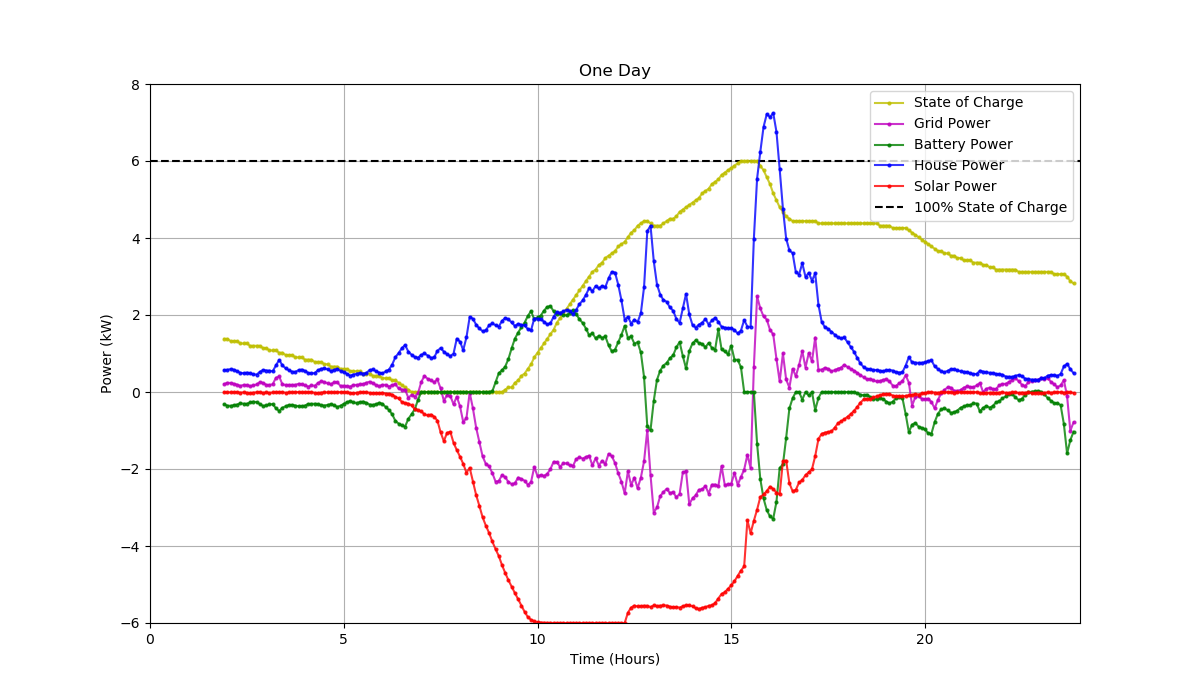 One Day
8
6
4
2
0
−2
−4
−6
Power (kW)
State of Charge
Grid Power
Battery Power
House Power
Solar Power
100% State of Charge
0 5 10 15 20
Time (Hours)